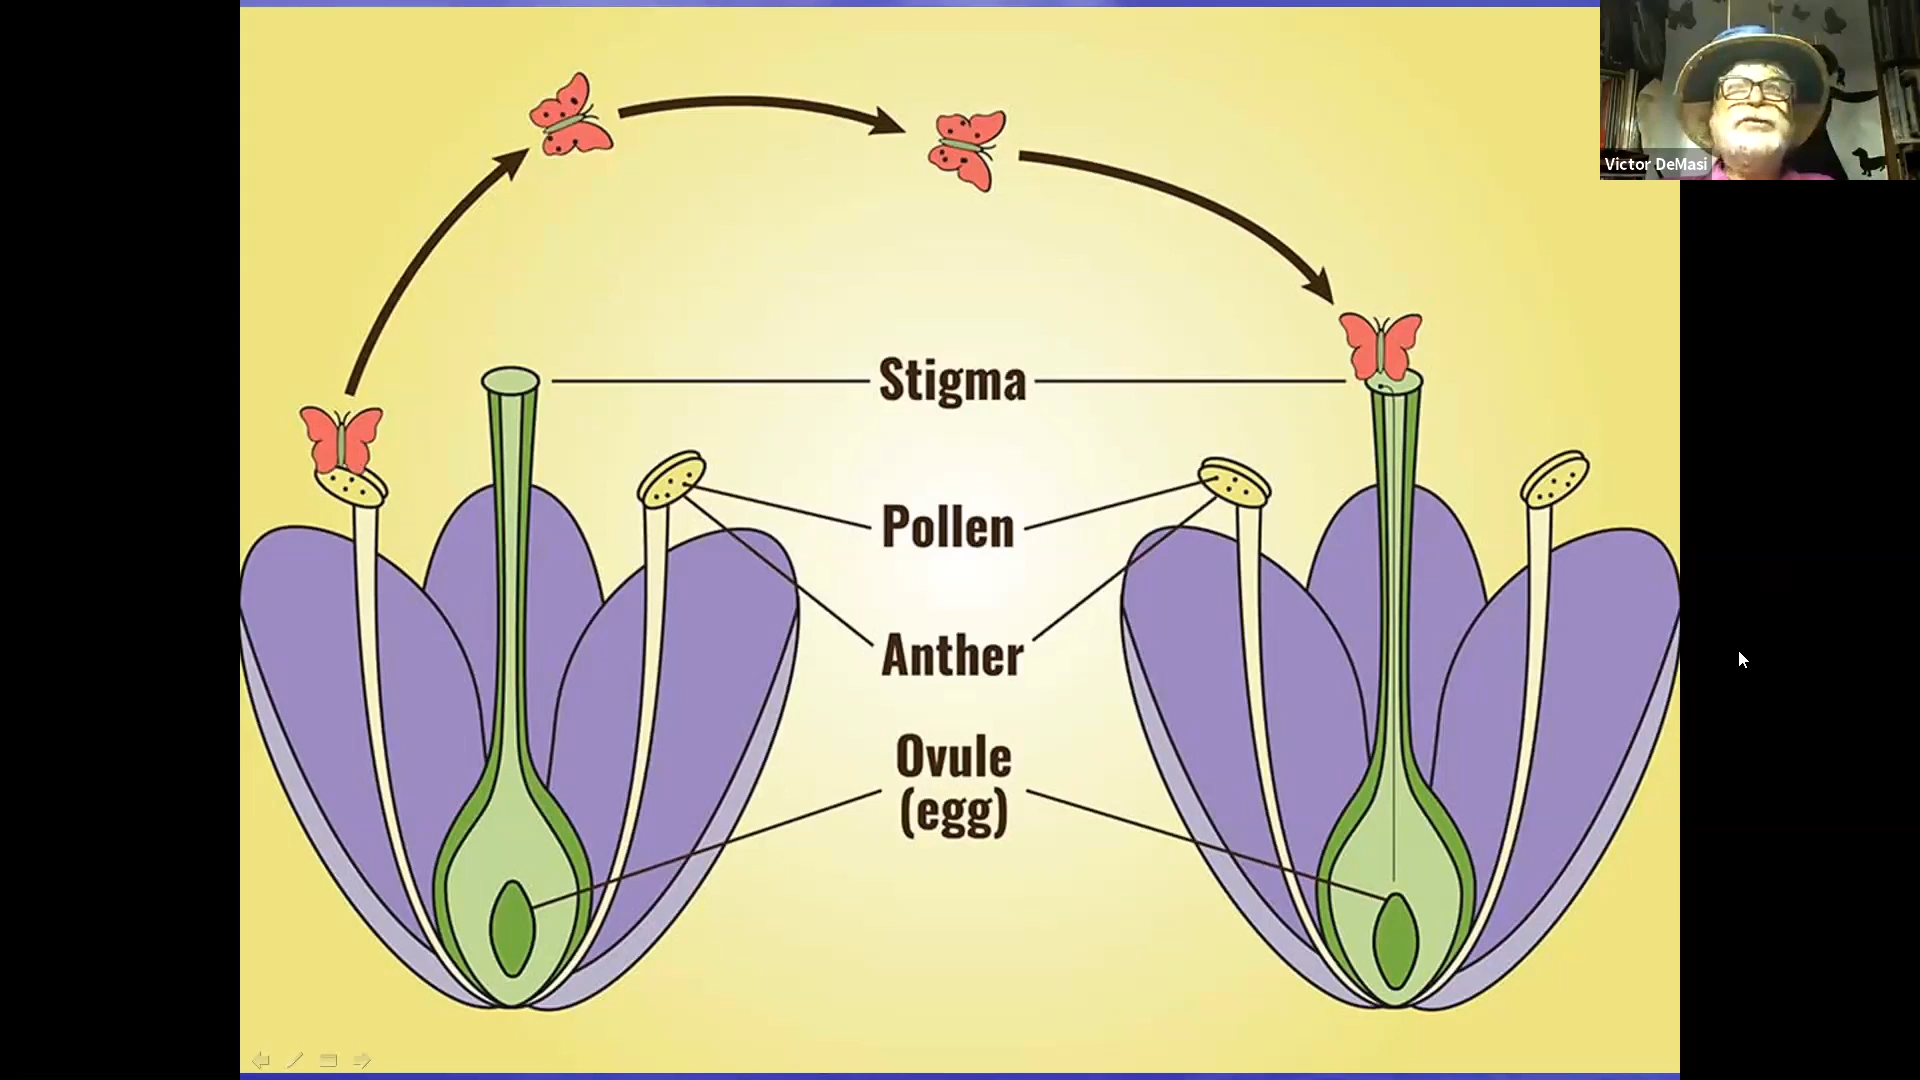 Victor DeMasi
Stigma
Pollen
Anther
Ovule
(egg)